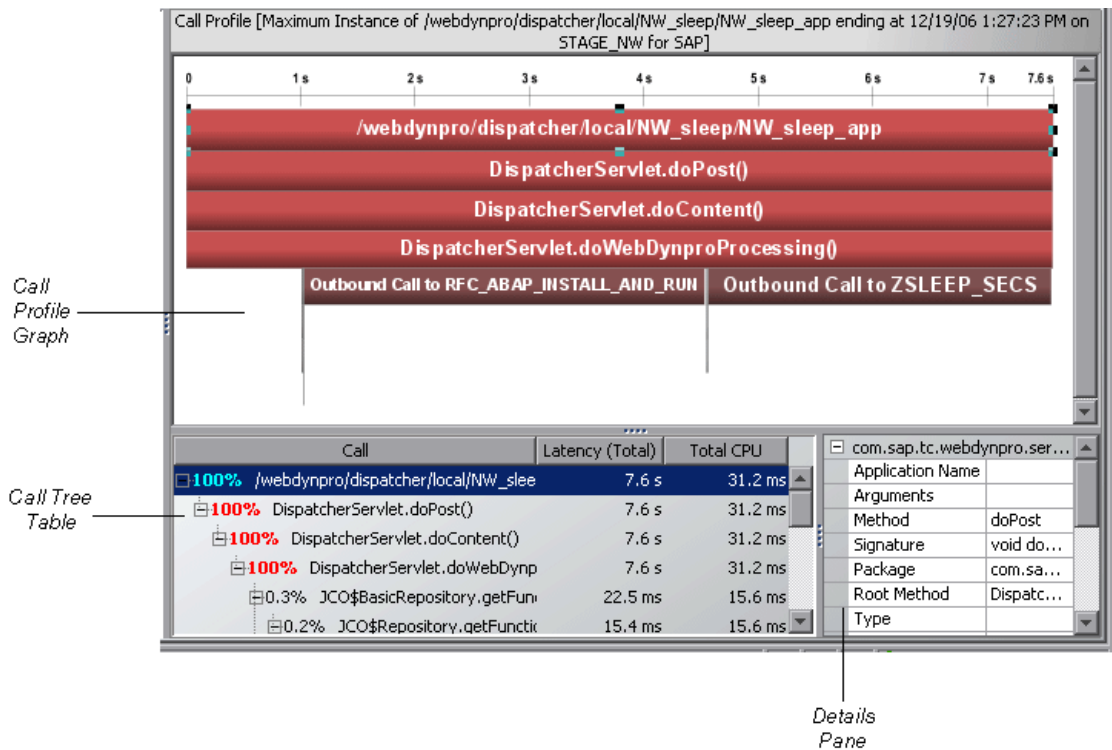 Call Profile [Maximum Instance of /webdynpro/dispatcher/local/NW_sleep/NW_sleep_app ending at 12/19/06 1:27:23 PM on
STAGE_NW for SAP]
0 1 s 2 s 3 s 4 s 5 s 6 s 7 s 7.6 s
/webdynpro/dispatcher/local/NW_sleep/NW_sleep_app
DispatcherServlet.doPost()
DispatcherServlet.doContent()
DispatcherServlet.doWebDynproProcessing()
Outbound Call to RFC_ABAP_INSTALL_AND_RUN Outbound Call to ZSLEEP_SECS
Call
Profile
Graph
Call Latency (Total) Total CPU
100% /webdynpro/dispatcher/local/NW_slee 7.6 s 31.2 ms
100% DispatcherServlet.doPost() 7.6 s 31.2 ms
100% DispatcherServlet.doContent() 7.6 s 31.2 ms
100% DispatcherServlet.doWebDynp 7.6 s 31.2 ms
0.3% JCO$BasicRepository.getFun 22.5 ms 15.6 ms
0.2% JCO$Repository.getFunctic 15.4 ms 15.6 ms
Call Tree
Table
com.sap.tc.webdynpro.ser...
Application Name
Arguments
Method doPost
Signature void do...
Package com.sa...
Root Method Dispatc...
Type
Details
Pane